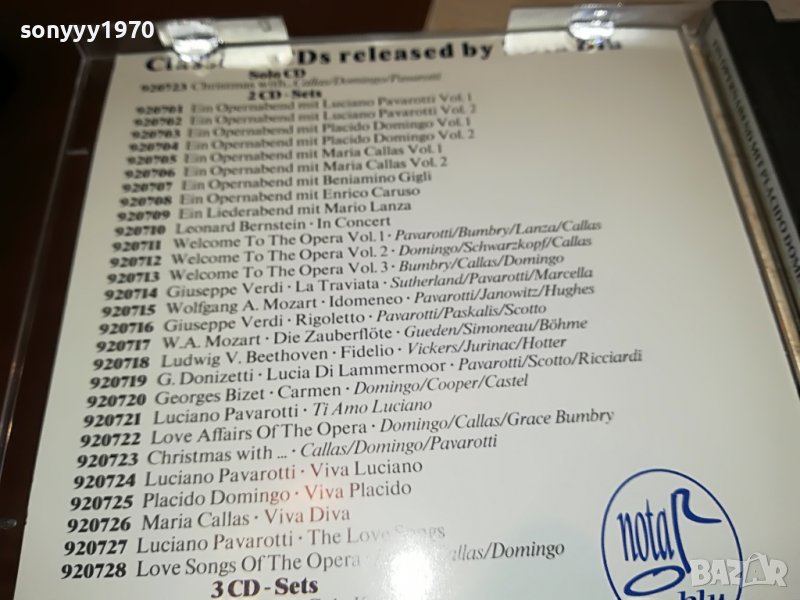 sonyyy1970
Ds released by
Solo CD
920723 Christmas with... Callas/Domingo/Pavarotti
2 CD - Sets
920701 Ein Opernabend mit Luciano Pavarotti Vol. 1
920702 Ein Opernabend mit Luciano Pavarotti Vol. 2
920703 Ein Opernabend mit Placido Domingo Vol. 1
920704 Ein Opernabend mit Placido Domingo Vol. 2
920705 Ein Opernabend mit Maria Callas Vol. 1
920706 Ein Opernabend mit Maria Callas Vol. 2
920707 Ein Opernabend mit Beniamino Gigli
920708 Ein Opernabend mit Enrico Caruso
920709 Ein Liederabend mit Mario Lanza
920710 Leonard Bernstein · In Concert
920711 Welcome To The Opera Vol. 1 · Pavarotti/Bumbry/Lanza/Callas
920712 Welcome To The Opera Vol. 2 · Domingo/Schwarzkopf/Callas
920713 Welcome To The Opera Vol. 3 · Bumbry/Callas/Domingo
920714 Giuseppe Verdi · La Traviata · Sutherland/Pavarotti/Marcella
920715 Wolfgang A. Mozart · Idomeneo · Pavarotti/Janowitz/Hughes
920716 Giuseppe Verdi · Rigoletto · Pavarotti/Paskalis/Scotto
920717 W.A. Mozart · Die Zauberflöte · Gueden/Simoneau/Böhme
920718 Ludwig V. Beethoven · Fidelio · Vickers/Jurinac/Hotter
920719 G. Donizetti · Lucia Di Lammermoor · Pavarotti/Scotto/Ricciardi
920720 Georges Bizet · Carmen · Domingo/Cooper/Castel
920721 Luciano Pavarotti · Ti Amo Luciano
920722 Love Affairs Of The Opera · Domingo/Callas/Grace Bumbry
920723 Christmas with ... · Callas/Domingo/Pavarotti
920724 Luciano Pavarotti · Viva Luciano
920725 Placido Domingo · Viva Placido
920726 Maria Callas · Viva Diva
920727 Luciano Pavarotti · The Love Songs
920728 Love Songs Of The Opera · Callas/Domingo
3 CD - Sets
nota
blu
EIN OPERNABEND MIT PLACIDO DOM
bazar